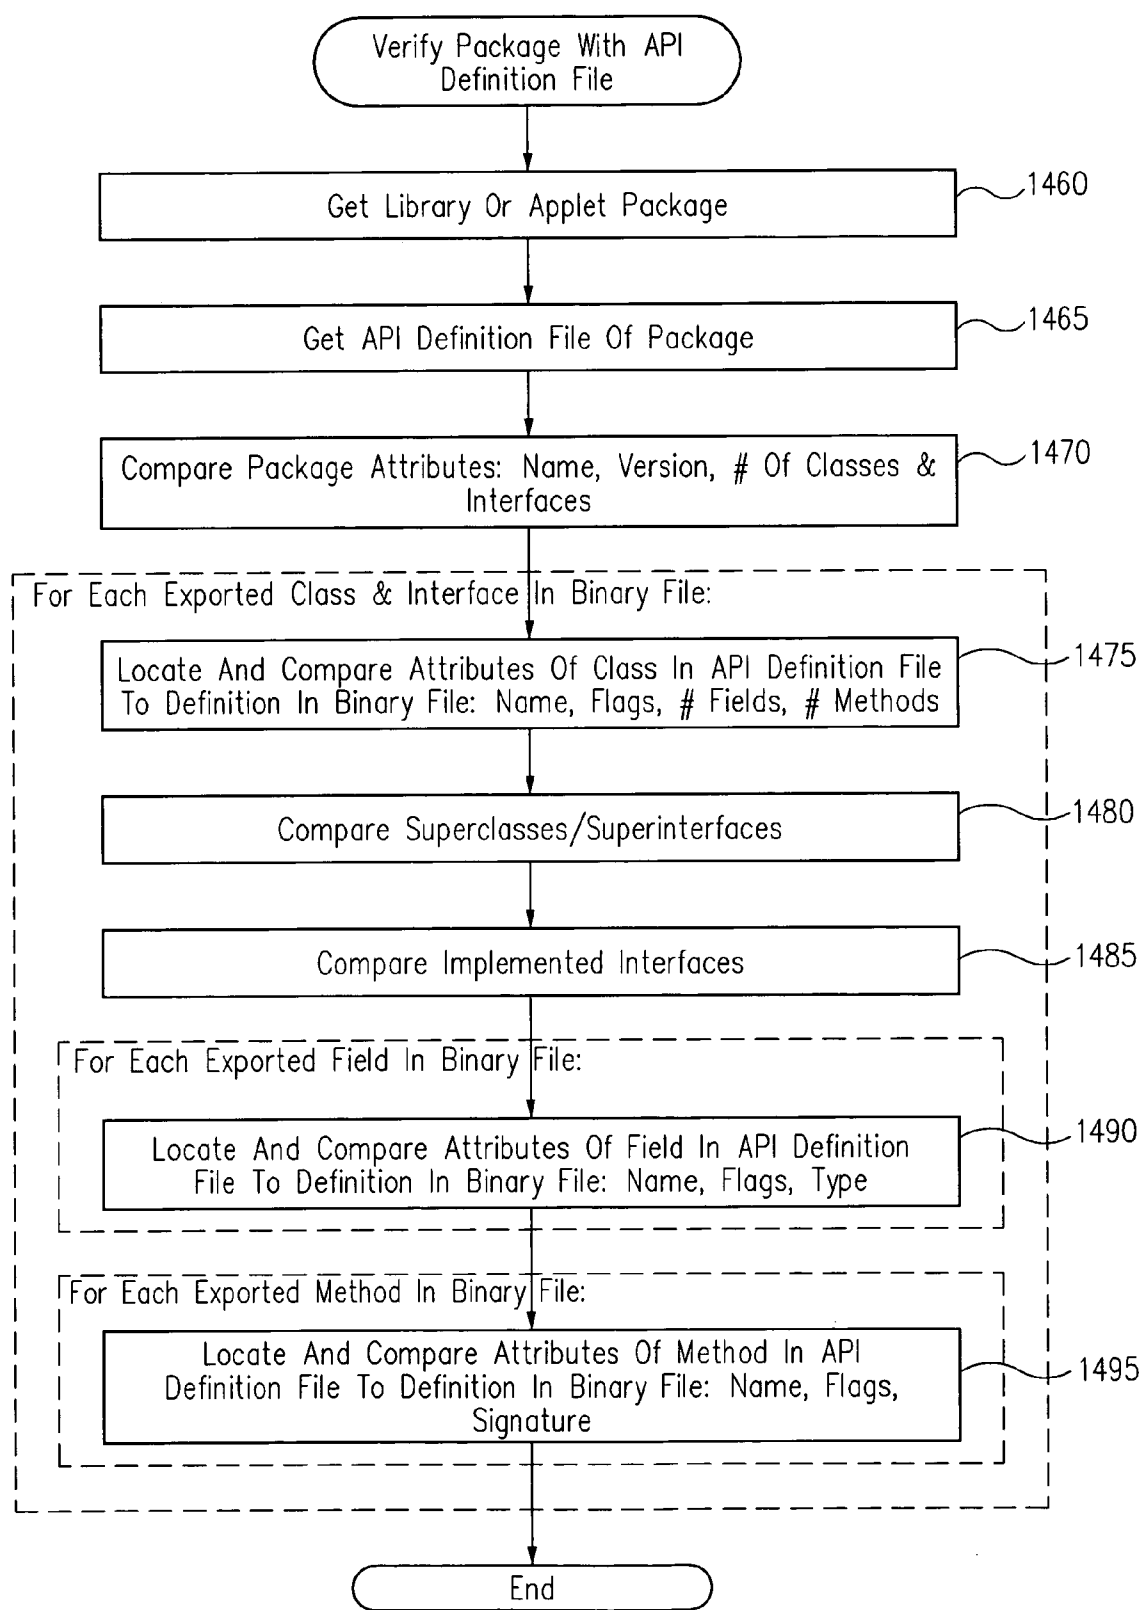 Verify Package With API
Definition File
Get Library Or Applet Package
1460
Get API Definition File Of Package
1465
Compare Package Attributes: Name, Version, # Of Classes &
Interfaces
1470
For Each Exported Class & Interface In Binary File:
Locate And Compare Attributes Of Class In API Definition File
To Definition In Binary File: Name, Flags, # Fields, # Methods
1475
Compare Superclasses/Superinterfaces
1480
Compare Implemented Interfaces
1485
For Each Exported Field In Binary File:
Locate And Compare Attributes Of Field In API Definition
File To Definition In Binary File: Name, Flags, Type
1490
For Each Exported Method In Binary File:
Locate And Compare Attributes Of Method In API
Definition File To Definition In Binary File: Name, Flags,
Signature
1495
End